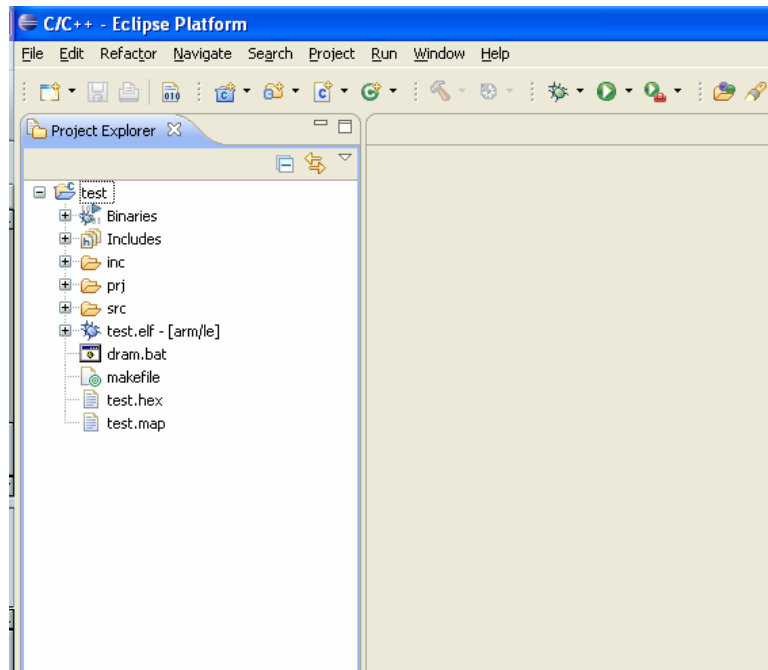 C/C++ - Eclipse Platform
File Edit Refactor Navigate Search Project Run Window Help
010
Project Explorer
test
Binaries
Includes
inc
prj
src
test.elf - [arm/le]
dram.bat
makefile
test.hex
test.map